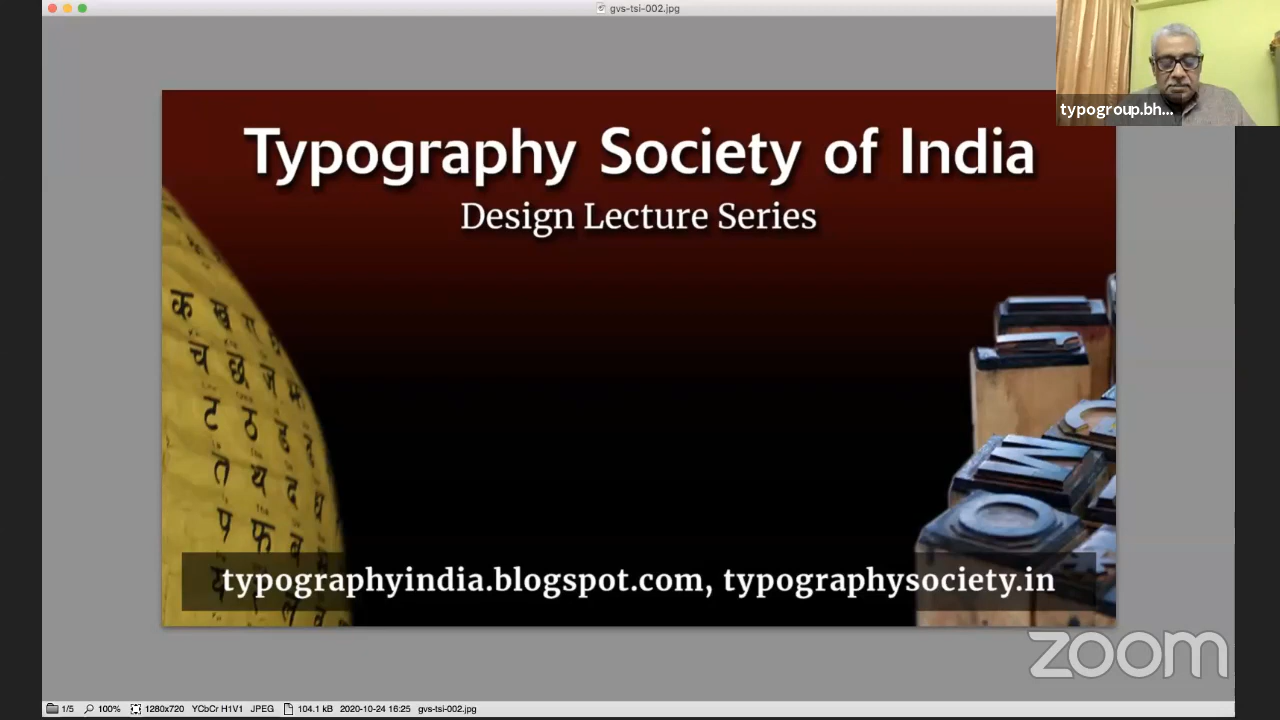 gvs-tsi-002.jpg
typogroup.bh...
Typography Society of India
Design Lecture Series
क ख ग
च छ ज
ट ठ ड
त थ द ध
प फ ब
typographyindia.blogspot.com, typographysociety.in
zoom
1/5 100% 1280x720 YCbCr H1V1 JPEG 104.1 kB 2020-10-24 16:25 gvs-tsi-002.jpg